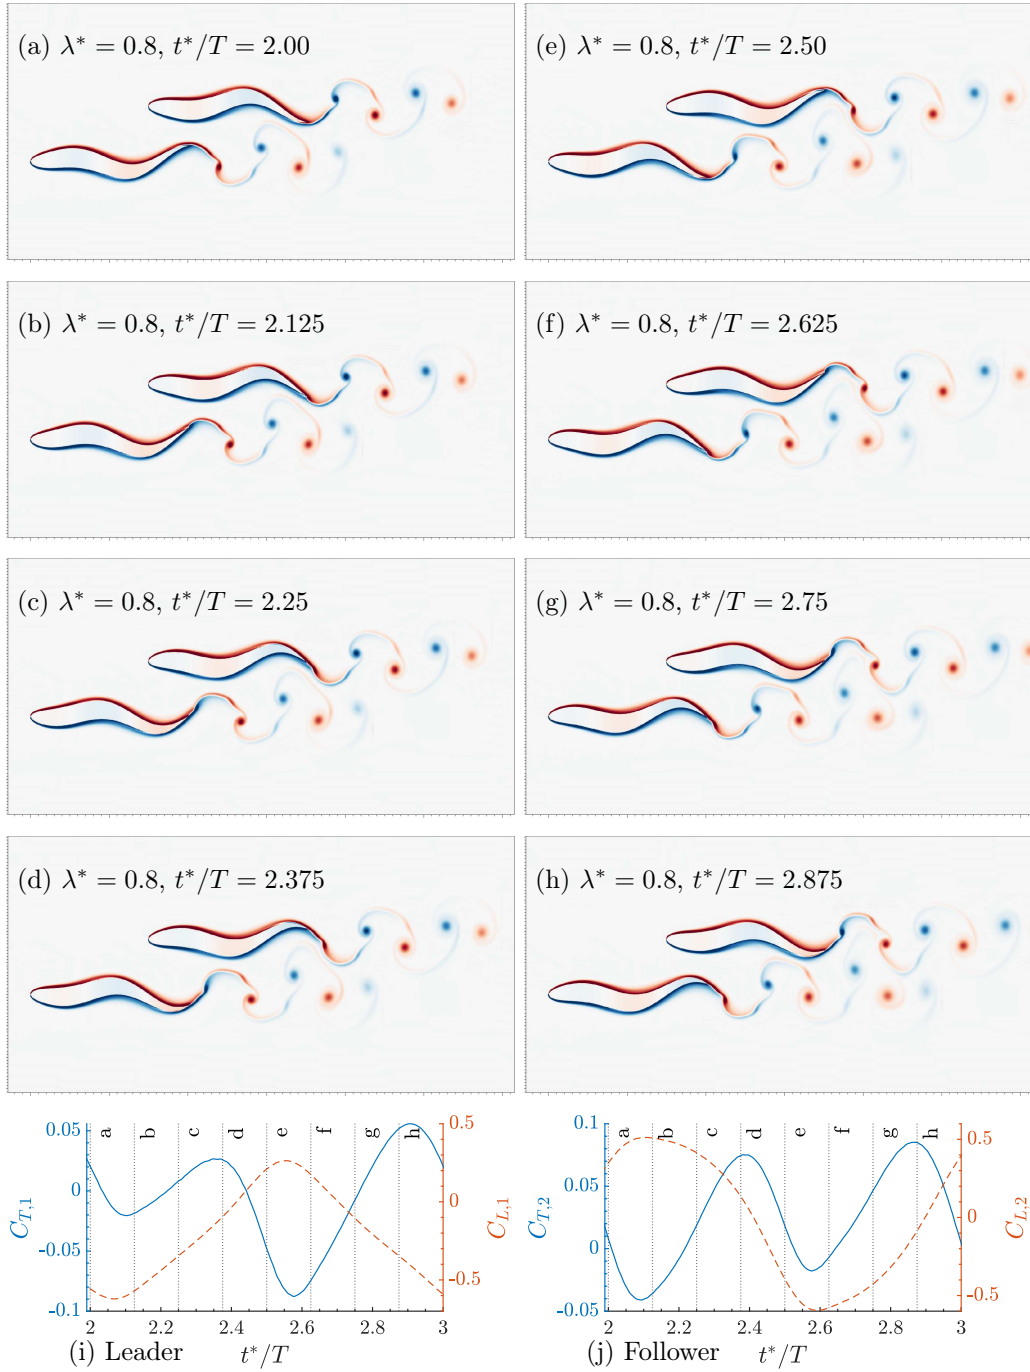 (a) λ* = 0.8, t*/T = 2.00
(e) λ* = 0.8, t*/T = 2.50
(b) λ* = 0.8, t*/T = 2.125
(f) λ* = 0.8, t*/T = 2.625
(c) λ* = 0.8, t*/T = 2.25
(g) λ* = 0.8, t*/T = 2.75
(d) λ* = 0.8, t*/T = 2.375
(h) λ* = 0.8, t*/T = 2.875
0.05
0
-0.05
-0.1
C_{T,1}
a b c d e f g h
0.5
0
-0.5
C_{L,1}
2 2.2 2.4 2.6 2.8 3
(i) Leader t*/T
0.1
0.05
0
-0.05
C_{T,2}
a b c d e f g h
0.5
0
-0.5
C_{L,2}
2 2.2 2.4 2.6 2.8 3
(j) Follower t*/T